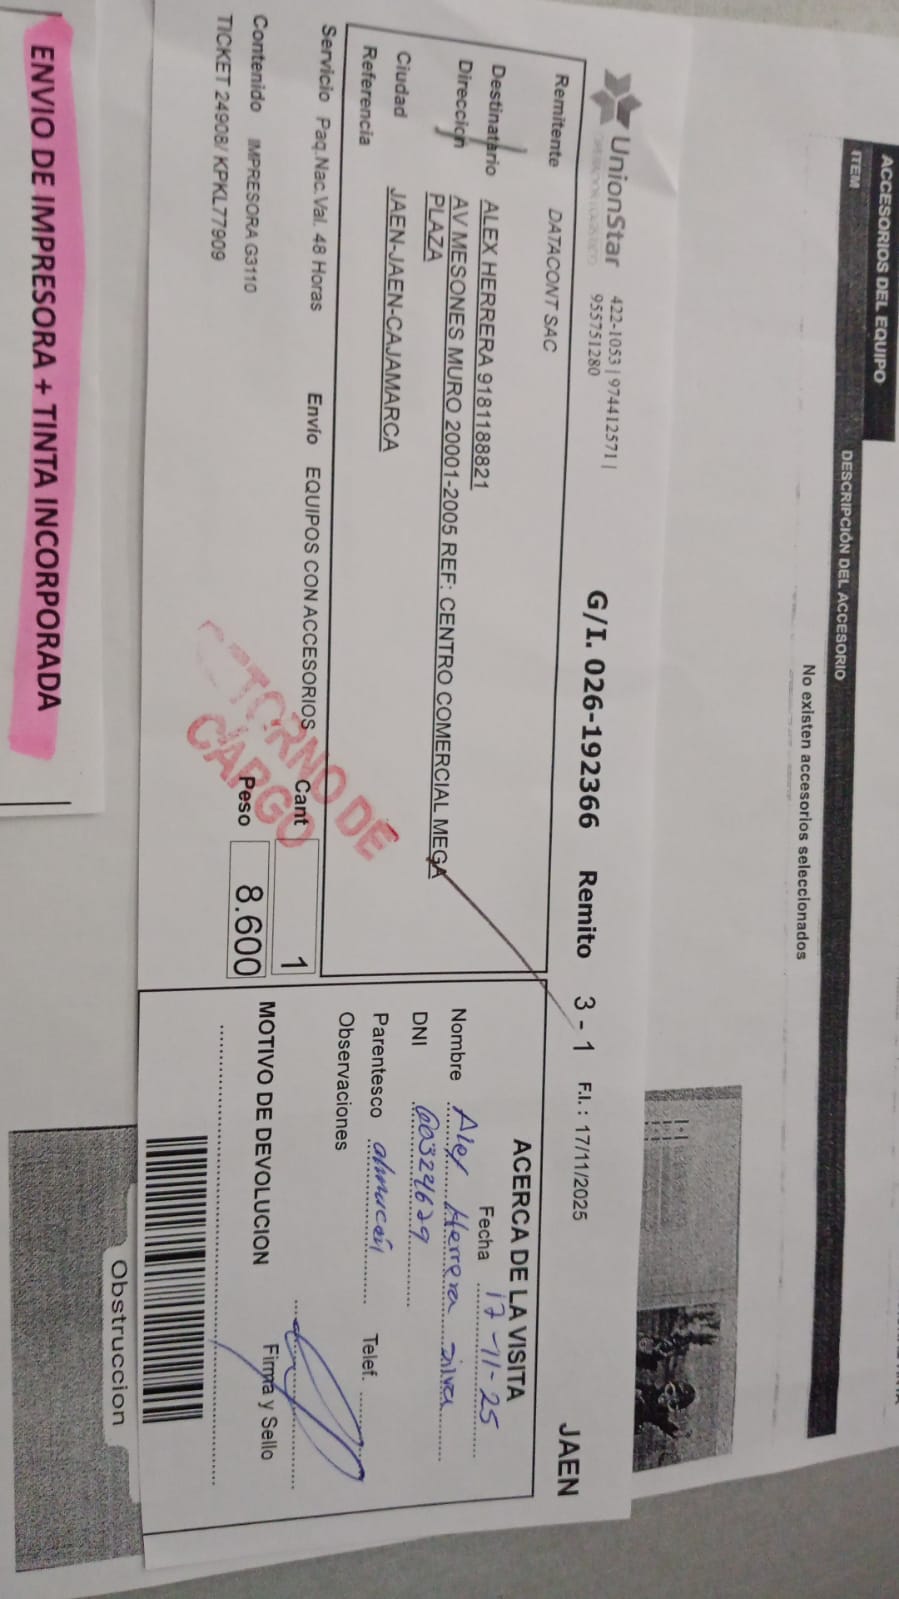 ACCESORIOS DEL EQUIPO
ITEM DESCRIPCIÓN DEL ACCESORIO
No existen accesorios seleccionados
UnionStar 422-1053 | 974412571 |
955751280
G/I. 026-192366 Remito 3 - 1 F.I. : 17/11/2025 JAEN
Remitente DATACONT SAC
Destinatario ALEX HERRERA 918118882​1
Direccion AV MESONES MURO 20001-2005 REF: CENTRO COMERCIAL MEGA
PLAZA
Ciudad JAEN-JAEN-CAJAMARCA
Referencia
Servicio Paq.Nac.Val. 48 Horas Envío EQUIPOS CON ACCESORIOS Cant 1
Contenido IMPRESORA G3110 Peso 8.600
TICKET 24908/ KPKL77909
RETORNO DE
CARGO
ACERCA DE LA VISITA
Fecha 17-11-25
Nombre Alex Herrera Silva
DNI
Parentesco Telef.
Observaciones
MOTIVO DE DEVOLUCION Firma y Sello
ENVIO DE IMPRESORA + TINTA INCORPORADA
Obstruccion